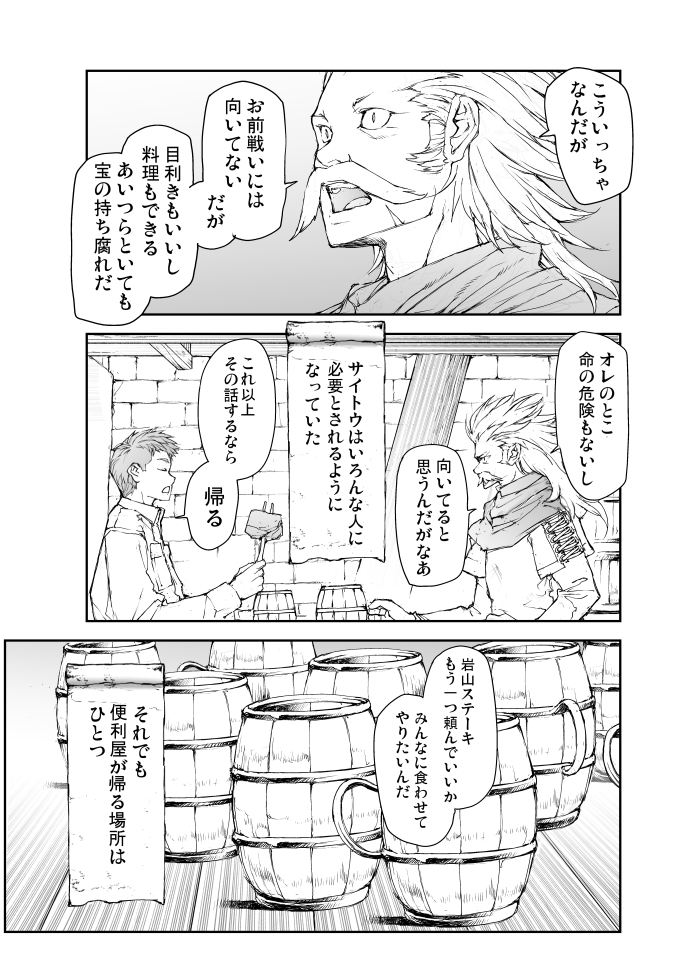 こういっちゃ
なんだが
お前戦いには
向いてない
だが
目利きもいいし
料理もできる
あいつらといても
宝の持ち腐れだ
オレのとこ
命の危険もないし
向いてると
思うんだがなあ
サイトウはいろんな人に
必要とされるように
なっていた
これ以上
その話するなら
帰る
岩山ステーキ
もう一つ頼んでいいか
みんなに食わせて
やりたいんだ
それでも
便利屋が帰る場所は
ひとつ